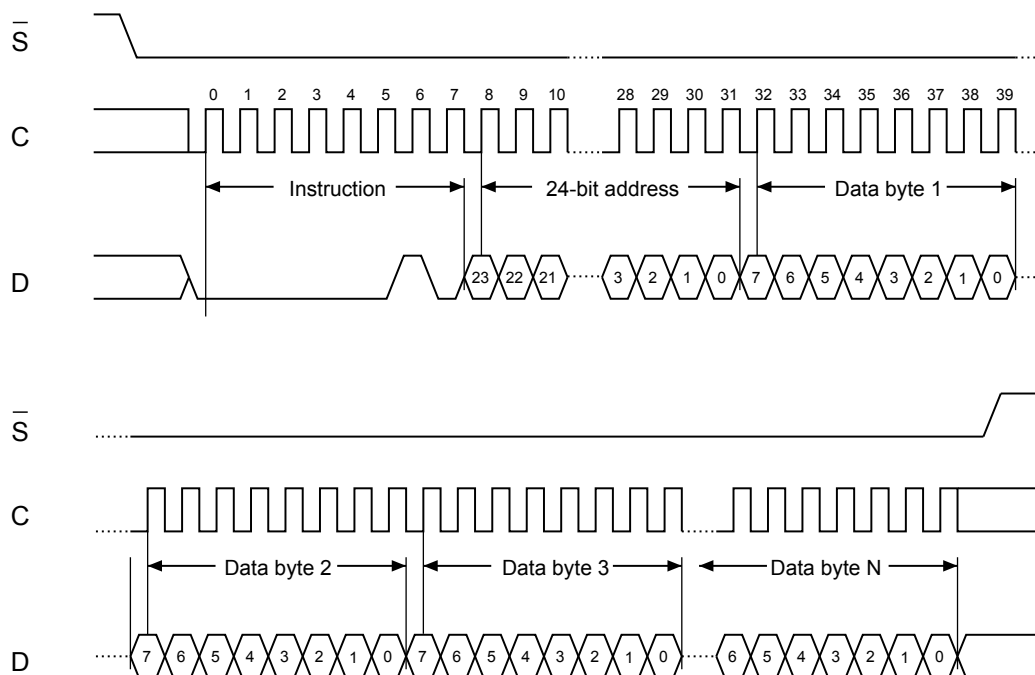 S̅
0 1 2 3 4 5 6 7 8 9 10 28 29 30 31 32 33 34 35 36 37 38 39
C
Instruction 24-bit address Data byte 1
D 23 22 21 3 2 1 0 7 6 5 4 3 2 1 0
S̅
C
Data byte 2 Data byte 3 Data byte N
D 7 6 5 4 3 2 1 0 7 6 5 4 3 2 1 0 6 5 4 3 2 1 0